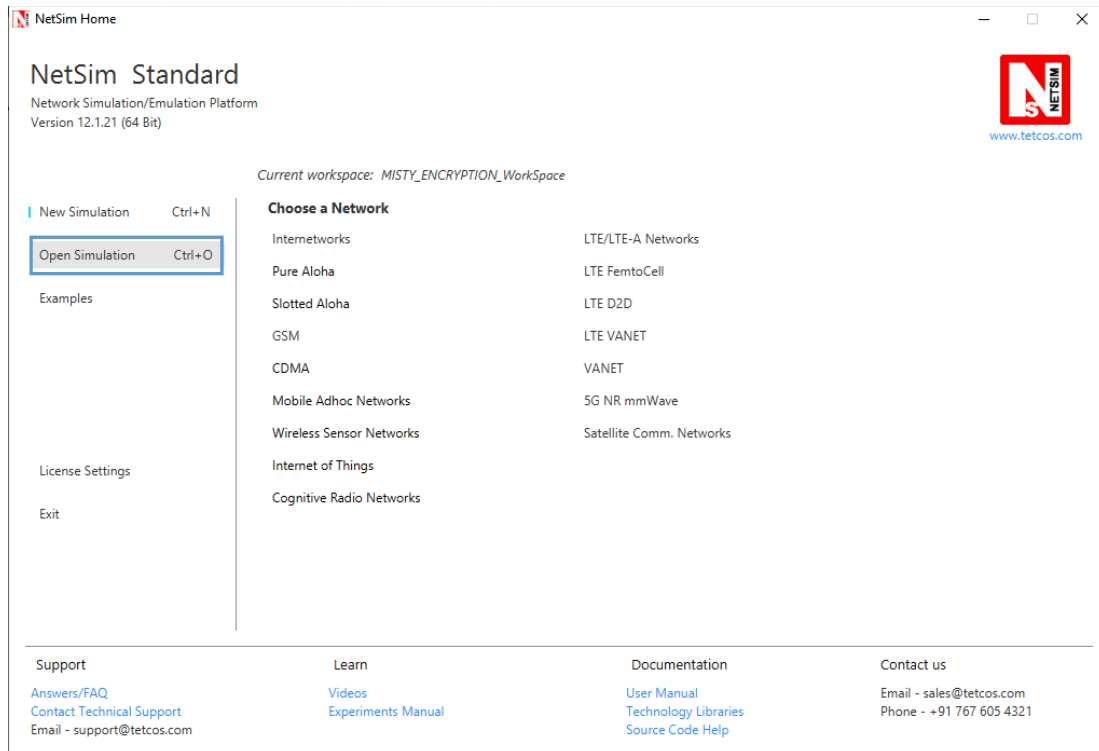 NetSim Home
NetSim Standard
Network Simulation/Emulation Platform
Version 12.1.21 (64 Bit)
NS NETSIM
www.tetcos.com
Current workspace: MISTY_ENCRYPTION_WorkSpace
New Simulation Ctrl+N
Open Simulation Ctrl+O
Examples
License Settings
Exit
Choose a Network
Internetworks
Pure Aloha
Slotted Aloha
GSM
CDMA
Mobile Adhoc Networks
Wireless Sensor Networks
Internet of Things
Cognitive Radio Networks
LTE/LTE-A Networks
LTE FemtoCell
LTE D2D
LTE VANET
VANET
5G NR mmWave
Satellite Comm. Networks
Support
Answers/FAQ
Contact Technical Support
Email - support@tetcos.com
Learn
Videos
Experiments Manual
Documentation
User Manual
Technology Libraries
Source Code Help
Contact us
Email - sales@tetcos.com
Phone - +91 767 605 4321